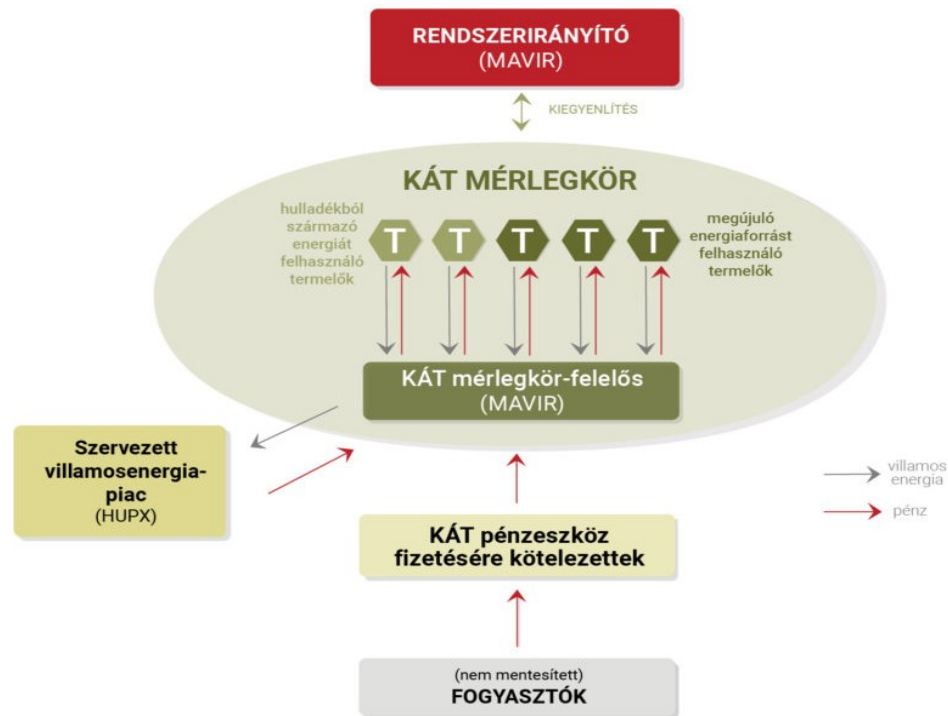 RENDSZERIRÁNYÍTÓ
(MAVIR)
KIEGYENLÍTÉS
KÁT MÉRLEGKÖR
hulladékból
származó
energiát
felhasználó
termelők
T T T T T
megújuló
energiaforrást
felhasználó
termelők
KÁT mérlegkör-felelős
(MAVIR)
Szervezett
villamosenergia-
piac
(HUPX)
villamos
energia
pénz
KÁT pénzeszköz
fizetésére kötelezettek
(nem mentesített)
FOGYASZTÓK